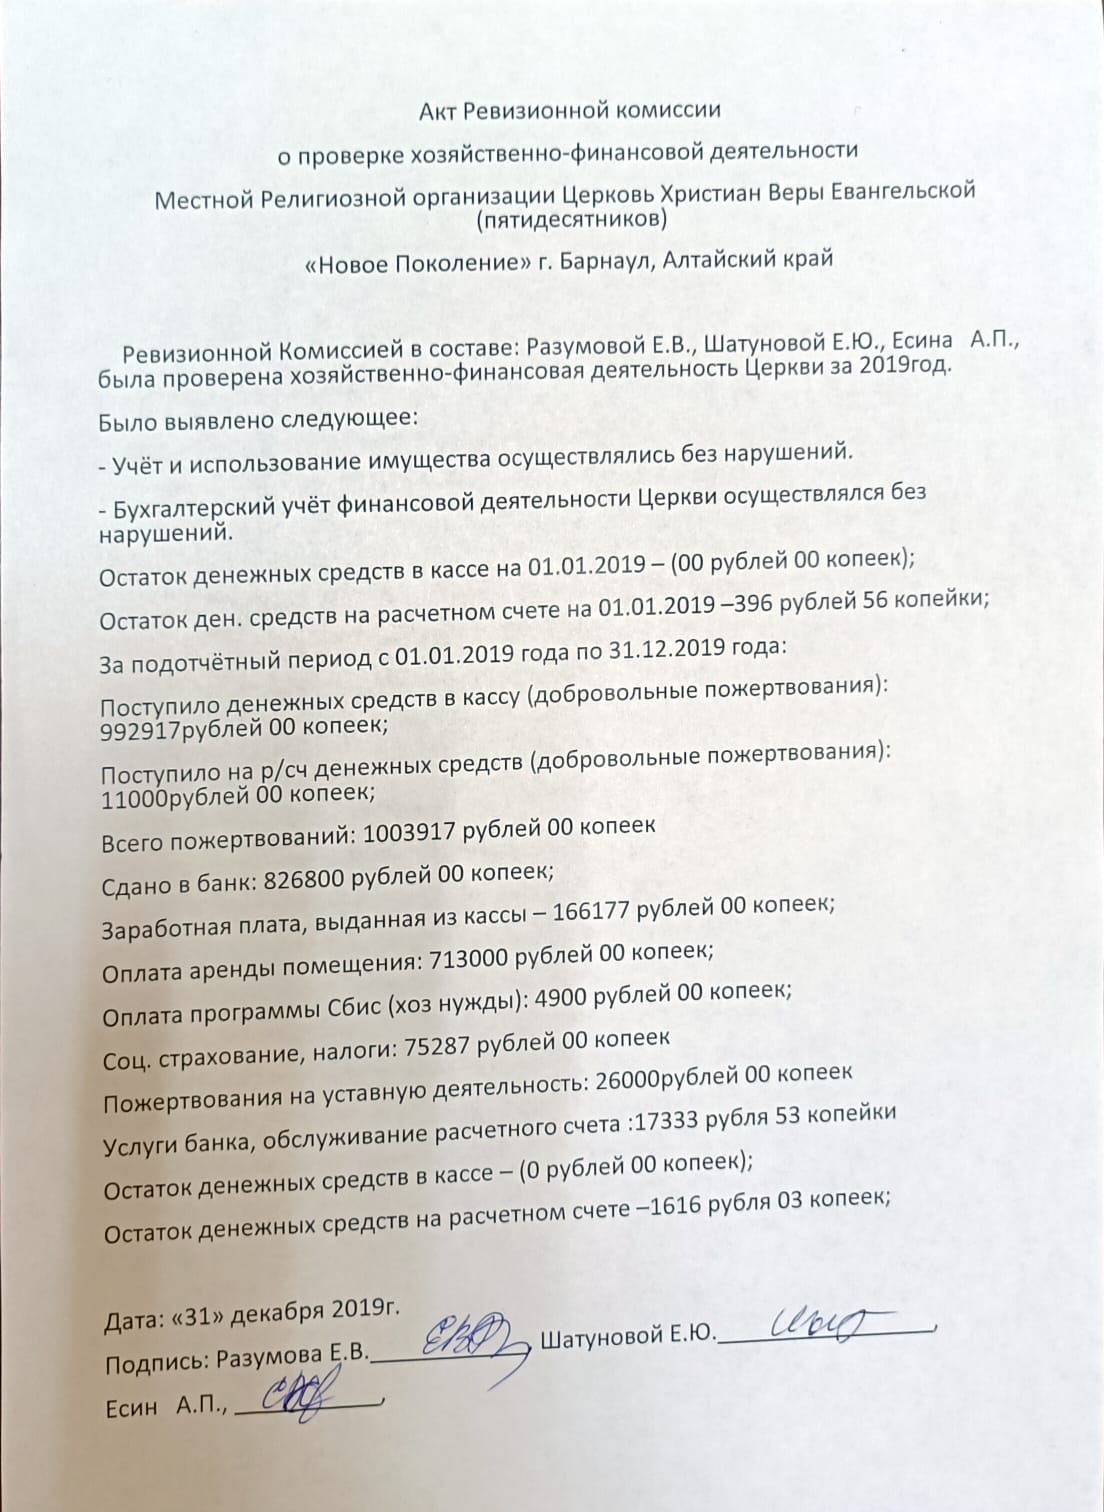 Акт Ревизионной комиссии
о проверке хозяйственно-финансовой деятельности
Местной Религиозной организации Церковь Христиан Веры Евангельской
(пятидесятников)
«Новое Поколение» г. Барнаул, Алтайский край
Ревизионной Комиссией в составе: Разумовой Е.В., Шатуновой Е.Ю., Есина А.П.,
была проверена хозяйственно-финансовая деятельность Церкви за 2019год.
Было выявлено следующее:
- Учёт и использование имущества осуществлялись без нарушений.
- Бухгалтерский учёт финансовой деятельности Церкви осуществлялся без
нарушений.
Остаток денежных средств в кассе на 01.01.2019 – (00 рублей 00 копеек);
Остаток ден. средств на расчетном счете на 01.01.2019 –396 рублей 56 копейки;
За подотчётный период с 01.01.2019 года по 31.12.2019 года:
Поступило денежных средств в кассу (добровольные пожертвования):
992917рублей 00 копеек;
Поступило на р/сч денежных средств (добровольные пожертвования):
11000рублей 00 копеек;
Всего пожертвований: 1003917 рублей 00 копеек
Сдано в банк: 826800 рублей 00 копеек;
Заработная плата, выданная из кассы – 166177 рублей 00 копеек;
Оплата аренды помещения: 713000 рублей 00 копеек;
Оплата программы Сбис (хоз нужды): 4900 рублей 00 копеек;
Соц. страхование, налоги: 75287 рублей 00 копеек
Пожертвования на уставную деятельность: 26000рублей 00 копеек
Услуги банка, обслуживание расчетного счета :17333 рубля 53 копейки
Остаток денежных средств в кассе – (0 рублей 00 копеек);
Остаток денежных средств на расчетном счете –1616 рубля 03 копеек;
Дата: «31» декабря 2019г.
Подпись: Разумова Е.В.____________, Шатуновой Е.Ю.________________,
Есин А.П., ___________,